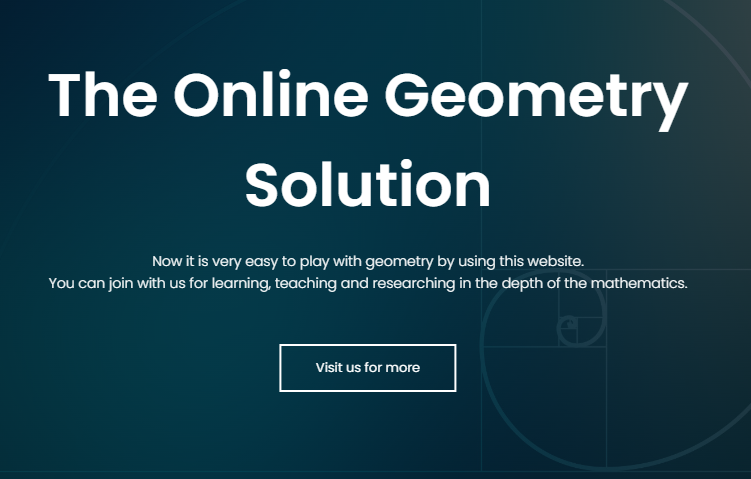 The Online Geometry
Solution
Now it is very easy to play with geometry by using this website.
You can join with us for learning, teaching and researching in the depth of the mathematics.
Visit us for more